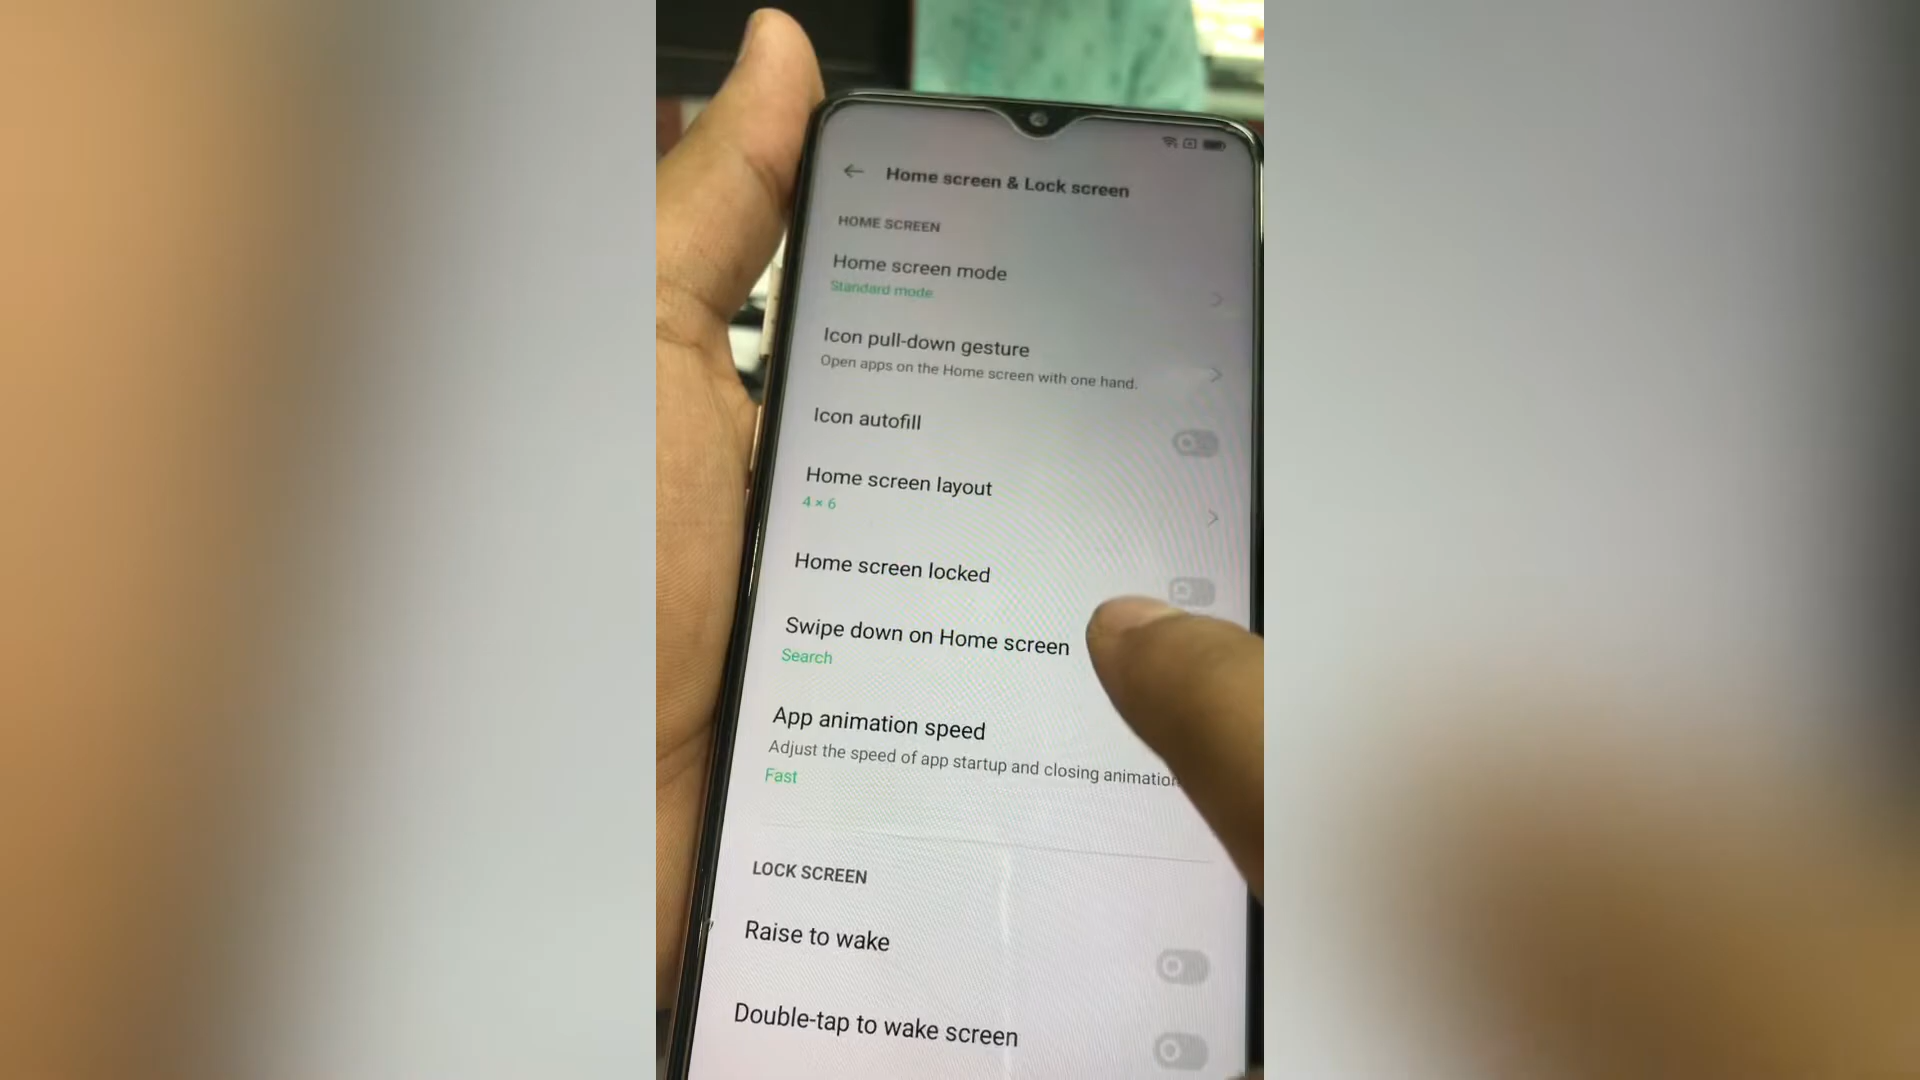 Home screen & Lock screen
HOME SCREEN
Home screen mode
Standard mode
Icon pull-down gesture
Open apps on the Home screen with one hand.
Icon autofill
Home screen layout
4 × 6
Home screen locked
Swipe down on Home screen
Search
App animation speed
Adjust the speed of app startup and closing animation
Fast
LOCK SCREEN
Raise to wake
Double-tap to wake screen